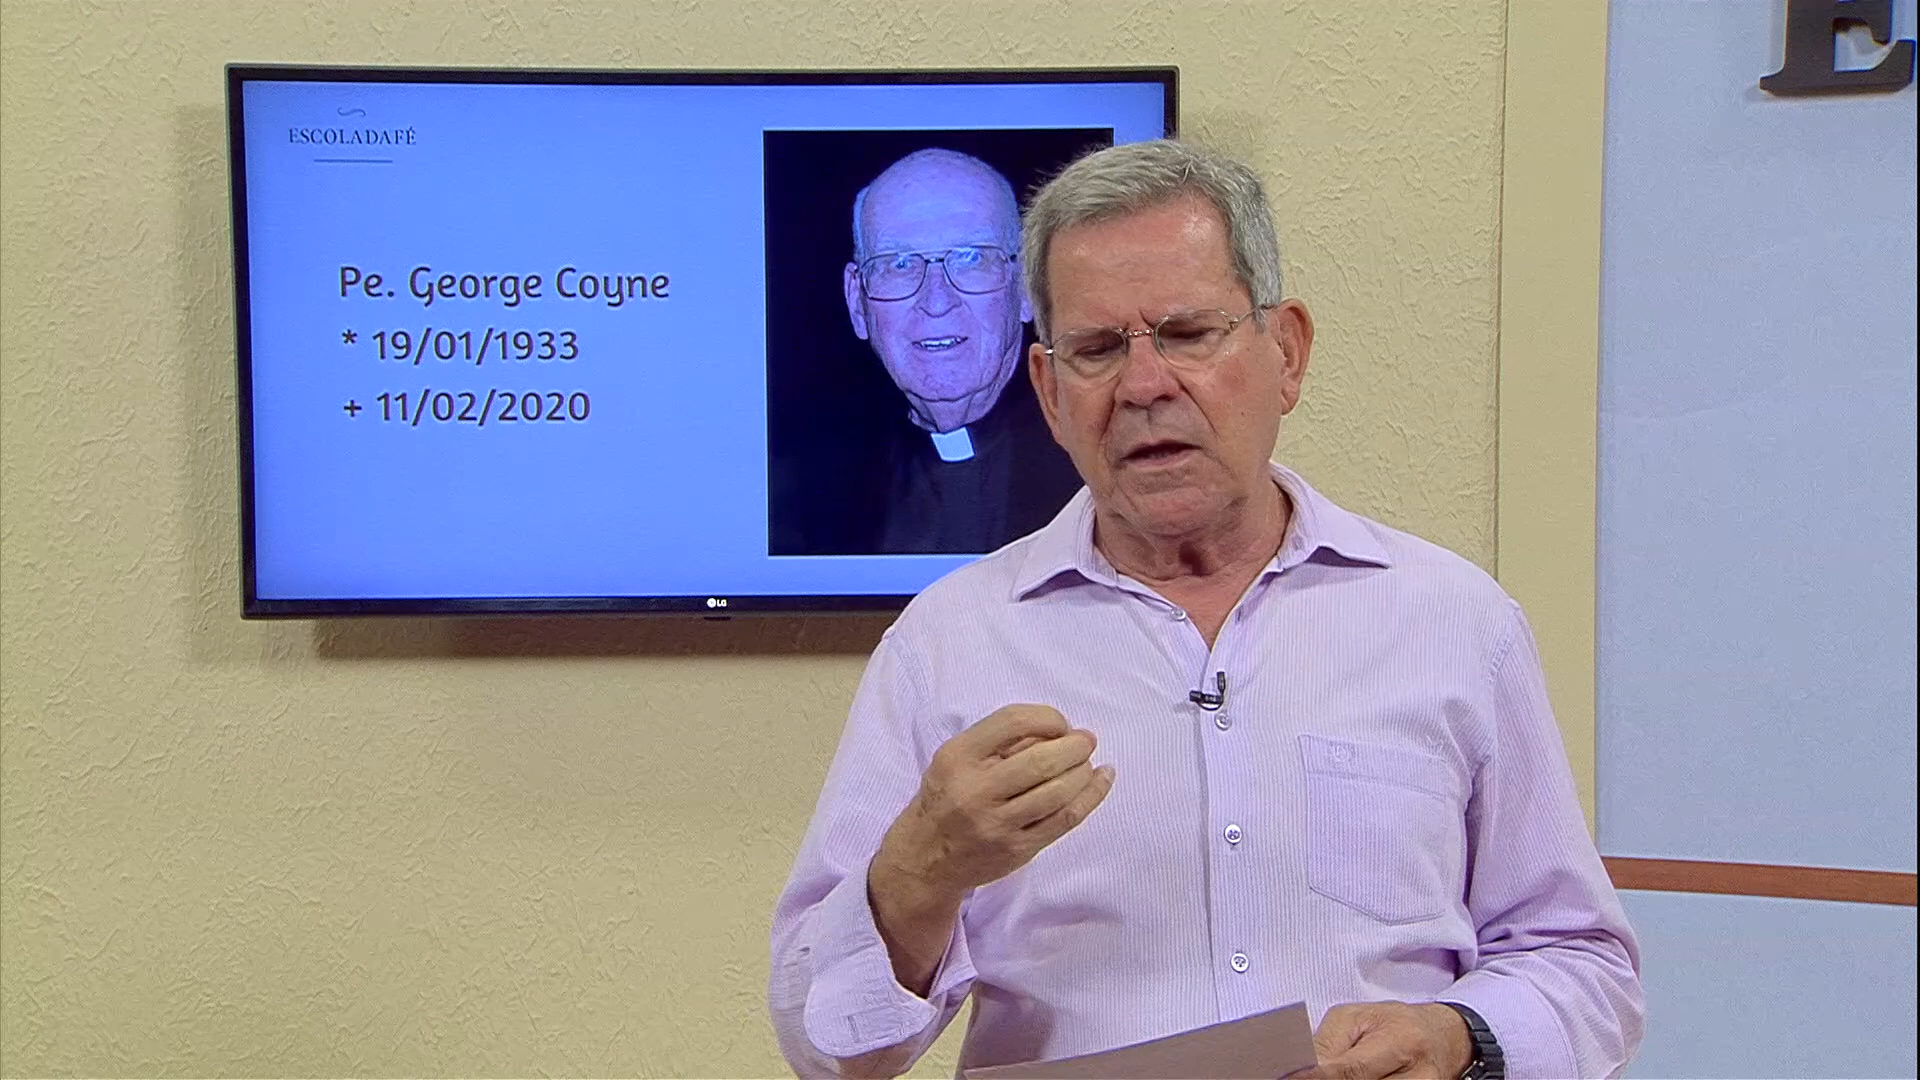 ESCOLADAFÉ
Pe. George Coyne
* 19/01/1933
+ 11/02/2020
LG
E